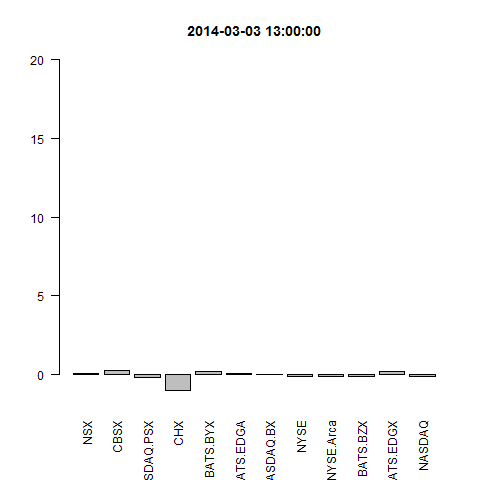 2014-03-03 13:00:00
20
15
10
5
0
NSX
CBSX
SDAQ.PSX
CHX
BATS.BYX
ATS.EDGA
ASDAQ.BX
NYSE
NYSE.Arca
BATS.BZX
ATS.EDGX
NASDAQ